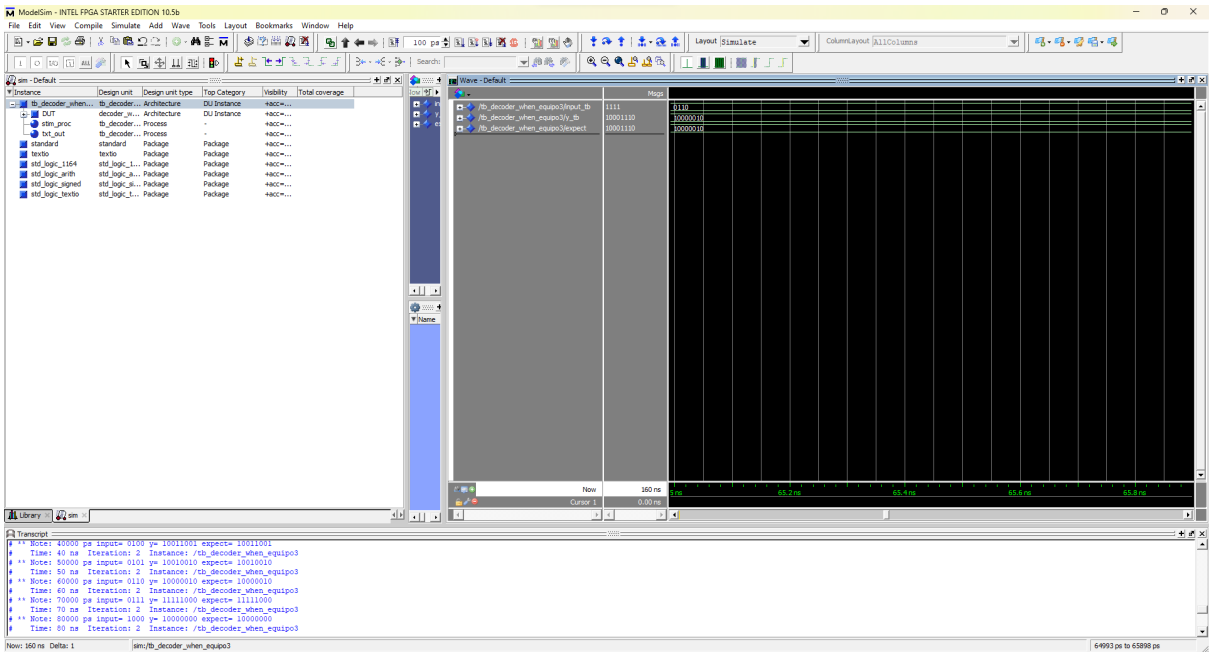 ModelSim - INTEL FPGA STARTER EDITION 10.5b
File Edit View Compile Simulate Add Wave Tools Layout Bookmarks Window Help
100 ps
Layout Simulate
ColumnLayout AllColumns
Search:
sim - Default
Instance Design unit Design unit type Top Category Visibility Total coverage
tb_decoder_when... tb_decoder... Architecture DU Instance +acc=...
DUT decoder_w... Architecture DU Instance +acc=...
stim_proc tb_decoder... Process - +acc=...
txt_out tb_decoder... Process - +acc=...
standard standard Package Package +acc=...
textio textio Package Package +acc=...
std_logic_1164 std_logic_1... Package Package +acc=...
std_logic_arith std_logic_a... Package Package +acc=...
std_logic_signed std_logic_si... Package Package +acc=...
std_logic_textio std_logic_t... Package Package +acc=...
Name
Wave - Default
Msgs
/tb_decoder_when_equipo3/input_tb 1111 0110
/tb_decoder_when_equipo3/y_tb 10001110 10000010
/tb_decoder_when_equipo3/expect 10001110 10000010
Now 160 ns
Cursor 1 0.00 ns
65.2 ns 65.4 ns 65.6 ns 65.8 ns
Library sim
Transcript
# ** Note: 40000 ps input= 0100 y= 10011001 expect= 10011001
# Time: 40 ns Iteration: 2 Instance: /tb_decoder_when_equipo3
# ** Note: 50000 ps input= 0101 y= 10010010 expect= 10010010
# Time: 50 ns Iteration: 2 Instance: /tb_decoder_when_equipo3
# ** Note: 60000 ps input= 0110 y= 10000010 expect= 10000010
# Time: 60 ns Iteration: 2 Instance: /tb_decoder_when_equipo3
# ** Note: 70000 ps input= 0111 y= 11111000 expect= 11111000
# Time: 70 ns Iteration: 2 Instance: /tb_decoder_when_equipo3
# ** Note: 80000 ps input= 1000 y= 10000000 expect= 10000000
# Time: 80 ns Iteration: 2 Instance: /tb_decoder_when_equipo3
Now: 160 ns Delta: 1 sim:/tb_decoder_when_equipo3 64993 ps to 65898 ps